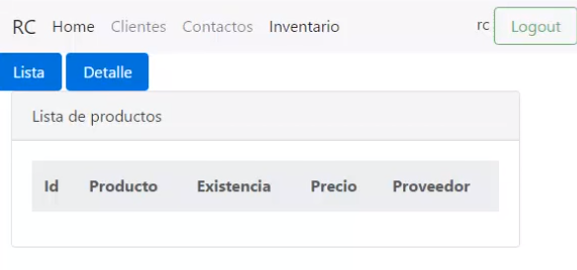 RC Home Clientes Contactos Inventario rc Logout
Lista Detalle
Lista de productos
Id Producto Existencia Precio Proveedor